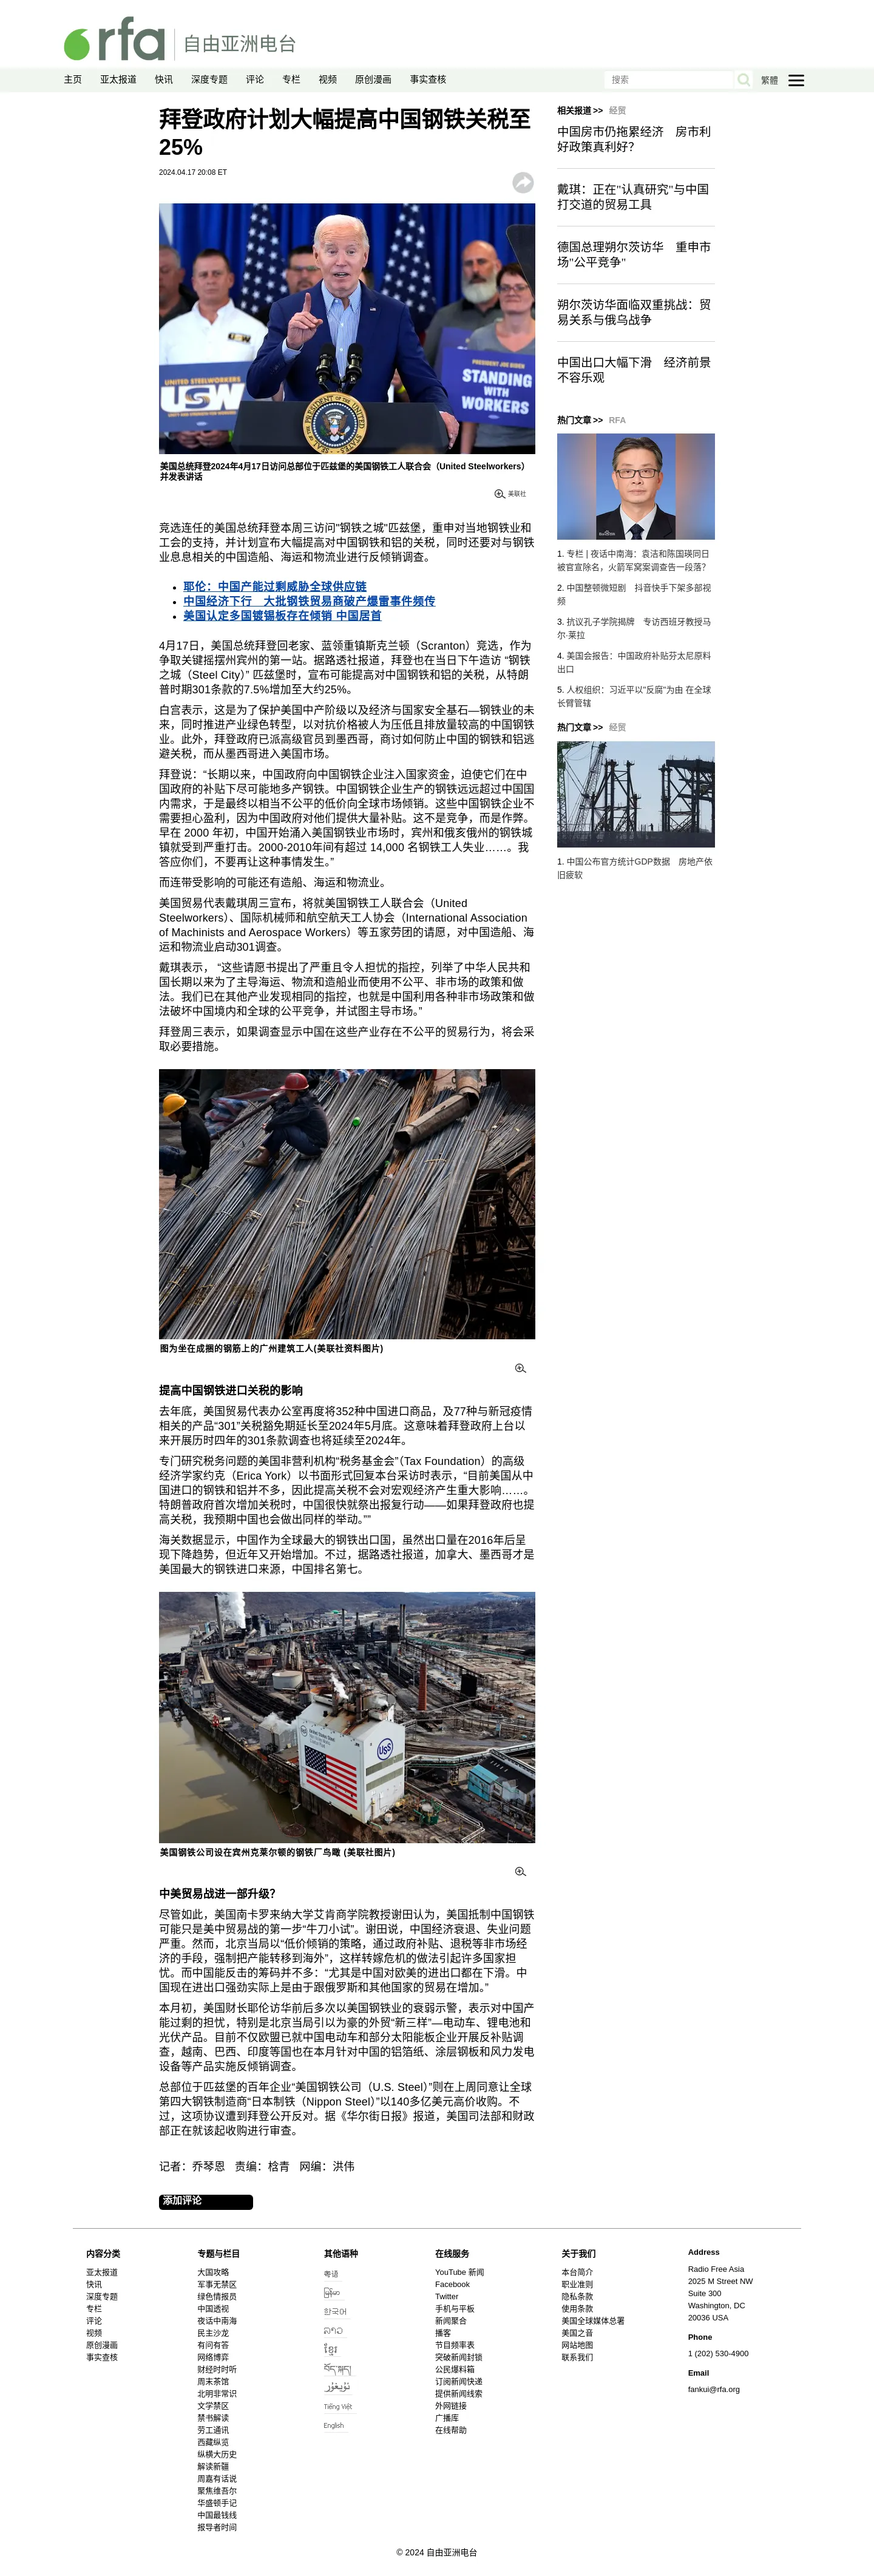 rfa 自由亚洲电台
主页 亚太报道 快讯 深度专题 评论 专栏 视频 原创漫画 事实查核 搜索 繁體
拜登政府计划大幅提高中国钢铁关税至
25%
2024.04.17 20:08 ET
USW
UNITED STEELWORKERS
UNITY AND STRENGTH FOR WORKERS
PRESIDENT JOE BIDEN
STANDING
WITH
WORKERS
美国总统拜登2024年4月17日访问总部位于匹兹堡的美国钢铁工人联合会（United Steelworkers）
并发表讲话
美联社
竞选连任的美国总统拜登本周三访问"钢铁之城"匹兹堡，重申对当地钢铁业和
工会的支持，并计划宣布大幅提高对中国钢铁和铝的关税，同时还要对与钢铁
业息息相关的中国造船、海运和物流业进行反倾销调查。
耶伦：中国产能过剩威胁全球供应链
中国经济下行　大批钢铁贸易商破产爆雷事件频传
美国认定多国镀锡板存在倾销 中国居首
4月17日，美国总统拜登回老家、蓝领重镇斯克兰顿（Scranton）竞选，作为
争取关键摇摆州宾州的第一站。据路透社报道，拜登也在当日下午造访 “钢铁
之城（Steel City）” 匹兹堡时，宣布可能提高对中国钢铁和铝的关税，从特朗
普时期301条款的7.5%增加至大约25%。
白宫表示，这是为了保护美国中产阶级以及经济与国家安全基石—钢铁业的未
来，同时推进产业绿色转型，以对抗价格被人为压低且排放量较高的中国钢铁
业。此外，拜登政府已派高级官员到墨西哥，商讨如何防止中国的钢铁和铝逃
避关税，而从墨西哥进入美国市场。
拜登说：“长期以来，中国政府向中国钢铁企业注入国家资金，迫使它们在中
国政府的补贴下尽可能地多产钢铁。中国钢铁企业生产的钢铁远远超过中国国
内需求，于是最终以相当不公平的低价向全球市场倾销。这些中国钢铁企业不
需要担心盈利，因为中国政府对他们提供大量补贴。这不是竞争，而是作弊。
早在 2000 年初，中国开始涌入美国钢铁业市场时，宾州和俄亥俄州的钢铁城
镇就受到严重打击。2000-2010年间有超过 14,000 名钢铁工人失业……。我
答应你们，不要再让这种事情发生。”
而连带受影响的可能还有造船、海运和物流业。
美国贸易代表戴琪周三宣布，将就美国钢铁工人联合会（United
Steelworkers）、国际机械师和航空航天工人协会（International Association
of Machinists and Aerospace Workers）等五家劳团的请愿，对中国造船、海
运和物流业启动301调查。
戴琪表示， “这些请愿书提出了严重且令人担忧的指控，列举了中华人民共和
国长期以来为了主导海运、物流和造船业而使用不公平、非市场的政策和做
法。我们已在其他产业发现相同的指控，也就是中国利用各种非市场政策和做
法破坏中国境内和全球的公平竞争，并试图主导市场。”
拜登周三表示，如果调查显示中国在这些产业存在不公平的贸易行为，将会采
取必要措施。
图为坐在成捆的钢筋上的广州建筑工人(美联社资料图片)
提高中国钢铁进口关税的影响
去年底，美国贸易代表办公室再度将352种中国进口商品，及77种与新冠疫情
相关的产品“301”关税豁免期延长至2024年5月底。这意味着拜登政府上台以
来开展历时四年的301条款调查也将延续至2024年。
专门研究税务问题的美国非营利机构“税务基金会”（Tax Foundation）的高级
经济学家约克（Erica York）以书面形式回复本台采访时表示，“目前美国从中
国进口的钢铁和铝并不多，因此提高关税不会对宏观经济产生重大影响……。
特朗普政府首次增加关税时，中国很快就祭出报复行动——如果拜登政府也提
高关税，我预期中国也会做出同样的举动。””
海关数据显示，中国作为全球最大的钢铁出口国，虽然出口量在2016年后呈
现下降趋势，但近年又开始增加。不过，据路透社报道，加拿大、墨西哥才是
美国最大的钢铁进口来源，中国排名第七。
USS
美国钢铁公司设在宾州克莱尔顿的钢铁厂鸟瞰 (美联社图片)
中美贸易战进一部升级？
尽管如此，美国南卡罗来纳大学艾肯商学院教授谢田认为，美国抵制中国钢铁
可能只是美中贸易战的第一步“牛刀小试”。谢田说，中国经济衰退、失业问题
严重。然而，北京当局以“低价倾销的策略，通过政府补贴、退税等非市场经
济的手段，强制把产能转移到海外”，这样转嫁危机的做法引起许多国家担
忧。而中国能反击的筹码并不多：“尤其是中国对欧美的进出口都在下滑。中
国现在进出口强劲实际上是由于跟俄罗斯和其他国家的贸易在增加。”
本月初，美国财长耶伦访华前后多次以美国钢铁业的衰弱示警，表示对中国产
能过剩的担忧，特别是北京当局引以为豪的外贸“新三样”—电动车、锂电池和
光伏产品。目前不仅欧盟已就中国电动车和部分太阳能板企业开展反补贴调
查，越南、巴西、印度等国也在本月针对中国的铝箔纸、涂层钢板和风力发电
设备等产品实施反倾销调查。
总部位于匹兹堡的百年企业“美国钢铁公司（U.S. Steel）”则在上周同意让全球
第四大钢铁制造商“日本制铁（Nippon Steel）”以140多亿美元高价收购。不
过，这项协议遭到拜登公开反对。据《华尔街日报》报道，美国司法部和财政
部正在就该起收购进行审查。
记者：乔琴恩 责编：梒青 网编：洪伟
添加评论
相关报道 >> 经贸
中国房市仍拖累经济　房市利
好政策真利好？
戴琪：正在"认真研究"与中国
打交道的贸易工具
德国总理朔尔茨访华　重申市
场"公平竞争"
朔尔茨访华面临双重挑战：贸
易关系与俄乌战争
中国出口大幅下滑　经济前景
不容乐观
热门文章 >> RFA
1. 专栏 | 夜话中南海：袁洁和陈国瑛同日
被官宣除名，火箭军窝案调查告一段落？
2. 中国整顿微短剧　抖音快手下架多部视
频
3. 抗议孔子学院揭牌　专访西班牙教授马
尔·莱拉
4. 美国会报告：中国政府补贴芬太尼原料
出口
5. 人权组织：习近平以"反腐"为由 在全球
长臂管辖
热门文章 >> 经贸
1. 中国公布官方统计GDP数据　房地产依
旧疲软
内容分类
亚太报道
快讯
深度专题
专栏
评论
视频
原创漫画
事实查核
专题与栏目
大国攻略
军事无禁区
绿色情报员
中国透视
夜话中南海
民主沙龙
有问有答
网络博弈
财经时时听
周末茶馆
北明非常识
文学禁区
禁书解读
劳工通讯
西藏纵览
纵横大历史
解读新疆
周嘉有话说
聚焦维吾尔
华盛顿手记
中国最钱线
报导者时间
其他语种
粤语
မြန်မာ
한국어
ລາວ
ខ្មែរ
བོད་སྐད།
ئۇيغۇر
Tiếng Việt
English
在线服务
YouTube 新闻
Facebook
Twitter
手机与平板
新闻聚合
播客
节目频率表
突破新闻封锁
公民爆料箱
订阅新闻快递
提供新闻线索
外网链接
广播库
在线帮助
关于我们
本台简介
职业准则
隐私条款
使用条款
美国全球媒体总署
美国之音
网站地图
联系我们
Address
Radio Free Asia
2025 M Street NW
Suite 300
Washington, DC
20036 USA
Phone
1 (202) 530-4900
Email
fankui@rfa.org
© 2024 自由亚洲电台